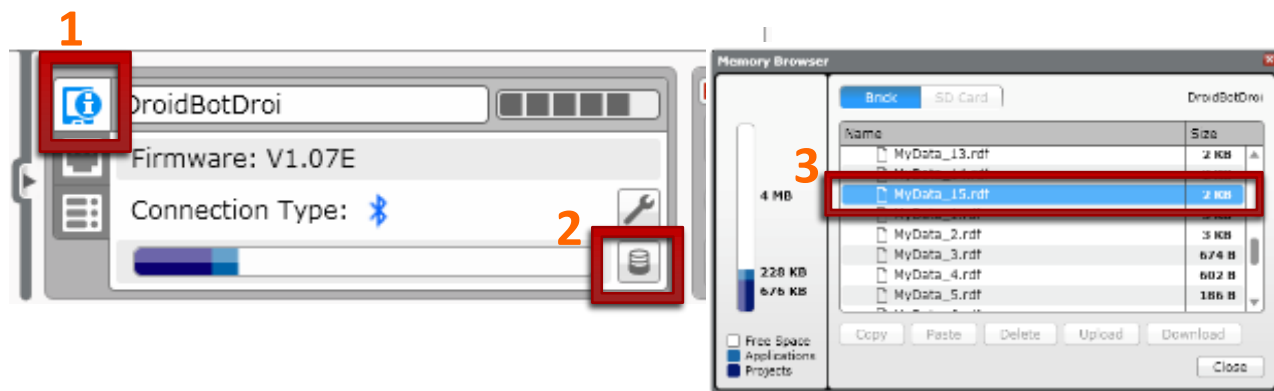 1
DroidBotDroi
Firmware: V1.07E
Connection Type:
2
Memory Browser
Brick SD Card DroidBotDroi
Name Size
MyData_13.rdf 2 KB
3
MyData_15.rdf 2 KB
MyData_2.rdf 3 KB
MyData_3.rdf 674 B
MyData_4.rdf 602 B
MyData_5.rdf 186 B
4 MB
228 KB
676 KB
Free Space
Applications
Projects
Copy Paste Delete Upload Download
Close